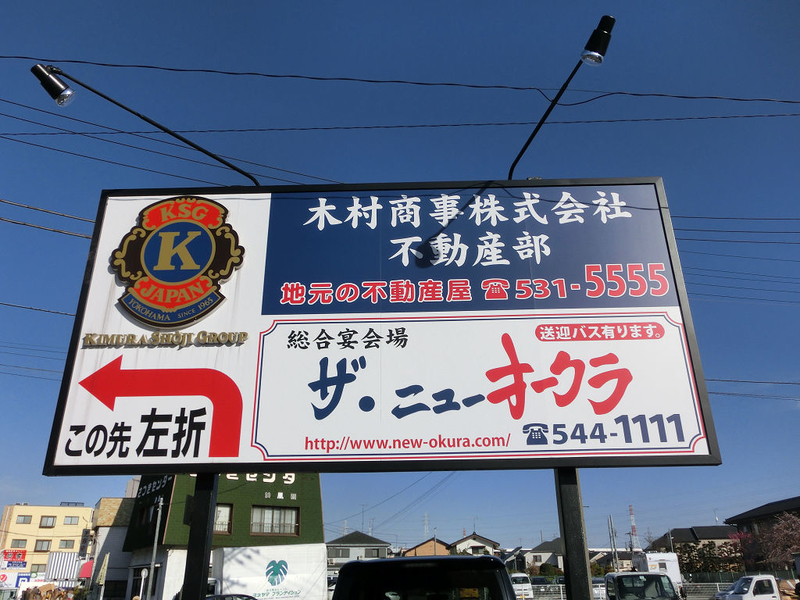 KSG
K
JAPAN
YOKOHAMA SINCE 1965
KIMURA SHOJI GROUP
この先 左折
木村商事株式会社
不動産部
地元の不動産屋 ☎531-5555
総合宴会場
送迎バス有ります。
ザ・ニューオークラ
http://www.new-okura.com/
☎544-1111